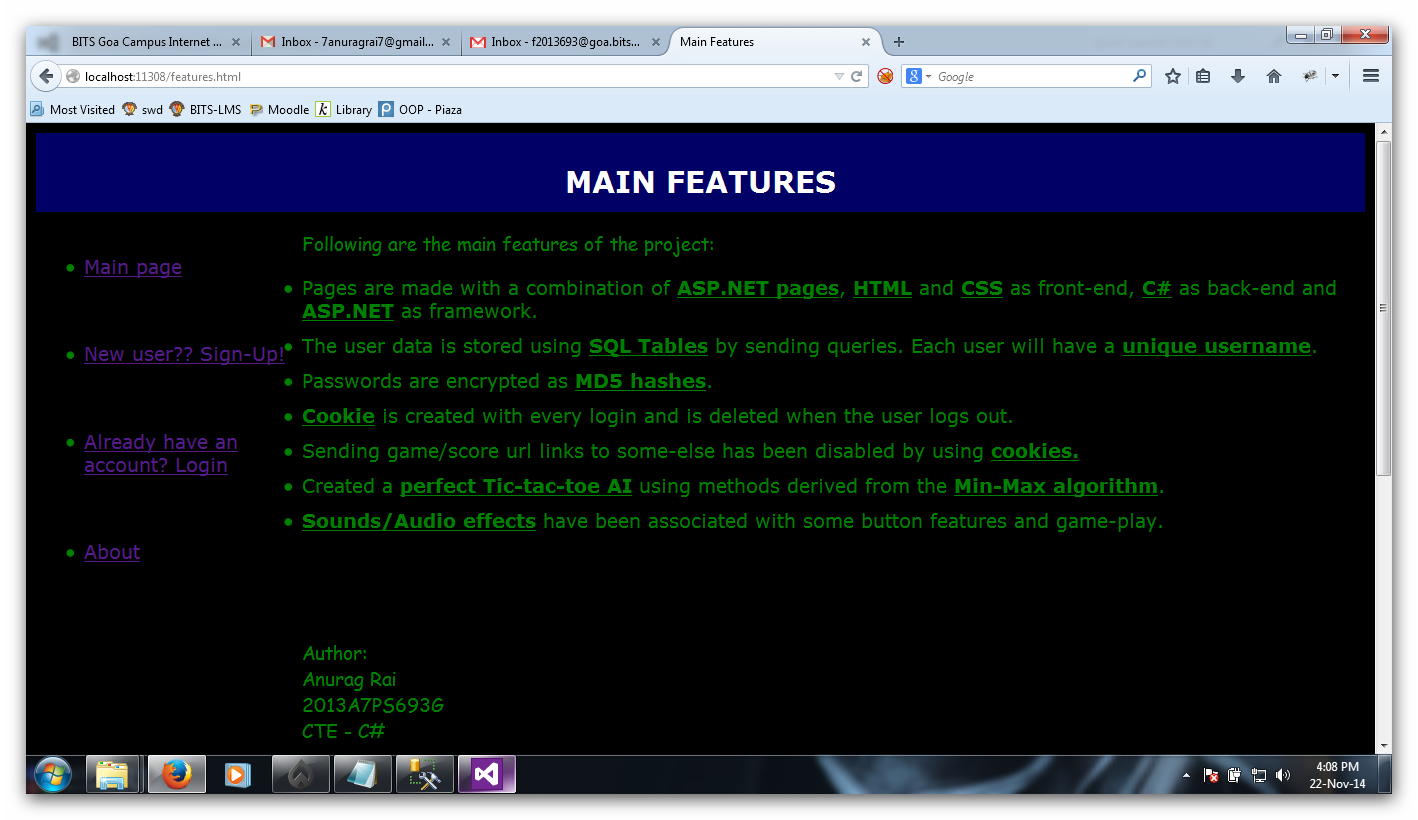 BITS Goa Campus Internet ...
Inbox - 7anuragrai7@gmail...
Inbox - f2013693@goa.bits...
Main Features
localhost:11308/features.html
Google
Most Visited
swd
BITS-LMS
Moodle
Library
OOP - Piaza
MAIN FEATURES
Main page
New user?? Sign-Up!
Already have an
account? Login
About
Following are the main features of the project:
Pages are made with a combination of ASP.NET pages, HTML and CSS as front-end, C# as back-end and
ASP.NET as framework.
The user data is stored using SQL Tables by sending queries. Each user will have a unique username.
Passwords are encrypted as MD5 hashes.
Cookie is created with every login and is deleted when the user logs out.
Sending game/score url links to some-else has been disabled by using cookies.
Created a perfect Tic-tac-toe AI using methods derived from the Min-Max algorithm.
Sounds/Audio effects have been associated with some button features and game-play.
Author:
Anurag Rai
2013A7PS693G
CTE - C#
4:08 PM
22-Nov-14